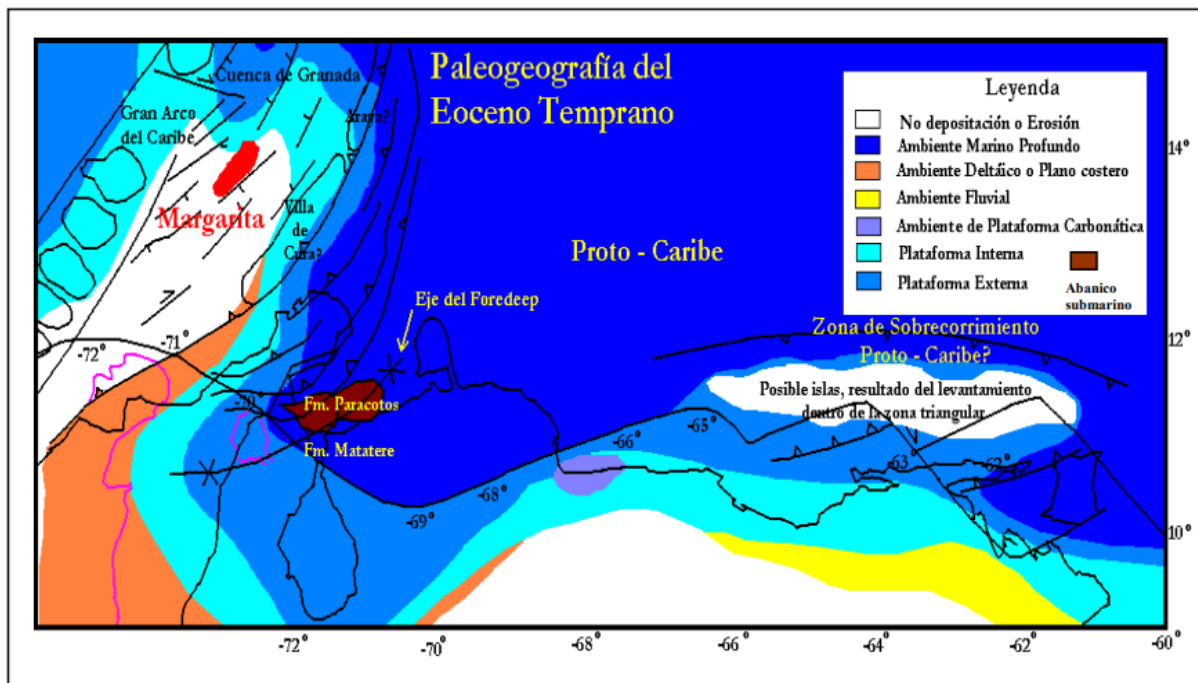 Paleogeografía del
Eoceno Temprano
Cuenca de Granada
Gran Arco
del Caribe
Araya?
Margarita
Villa
de
Cura?
Proto - Caribe
Eje del Foredeep
Leyenda
No depositación o Erosión
Ambiente Marino Profundo
Ambiente Deltáico o Plano costero
Ambiente Fluvial
Ambiente de Plataforma Carbonática
Plataforma Interna
Plataforma Externa
Abanico
submarino
Zona de Sobrecorrimiento
Proto - Caribe?
Posible islas, resultado del levantamiento
dentro de la zona triangular
Fm. Paracotos
Fm. Matatere
-72°
-71°
-70°
-69°
-68°
-66°
-65°
-63°
-62°
14°
12°
10°
-72°
-70°
-68°
-66°
-64°
-62°
-60°